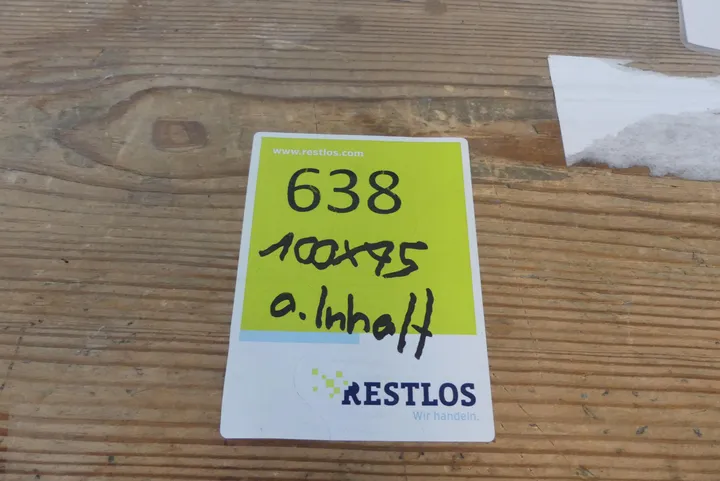 www.restlos.com
638
100x75
a. Inhalt
RESTLOS
Wir handeln.